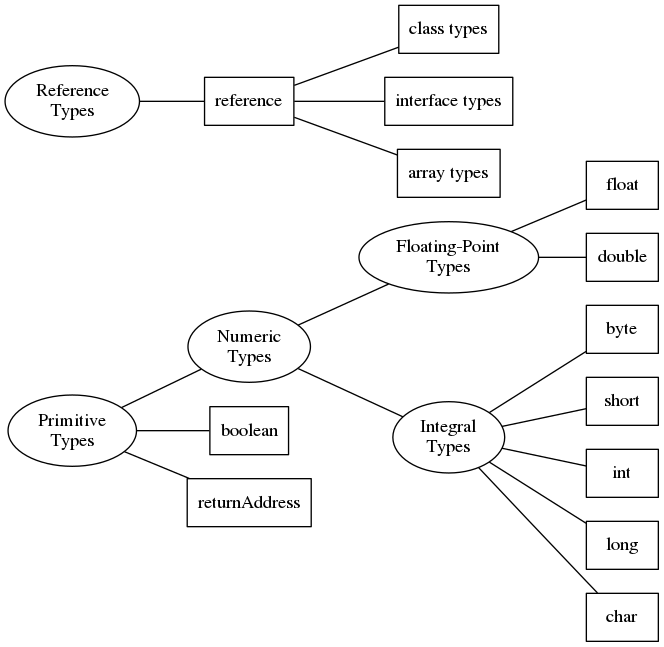 class types
Reference
Types
reference
interface types
array types
float
Floating-Point
Types
double
Numeric
Types
byte
Primitive
Types
boolean
Integral
Types
short
int
returnAddress
long
char